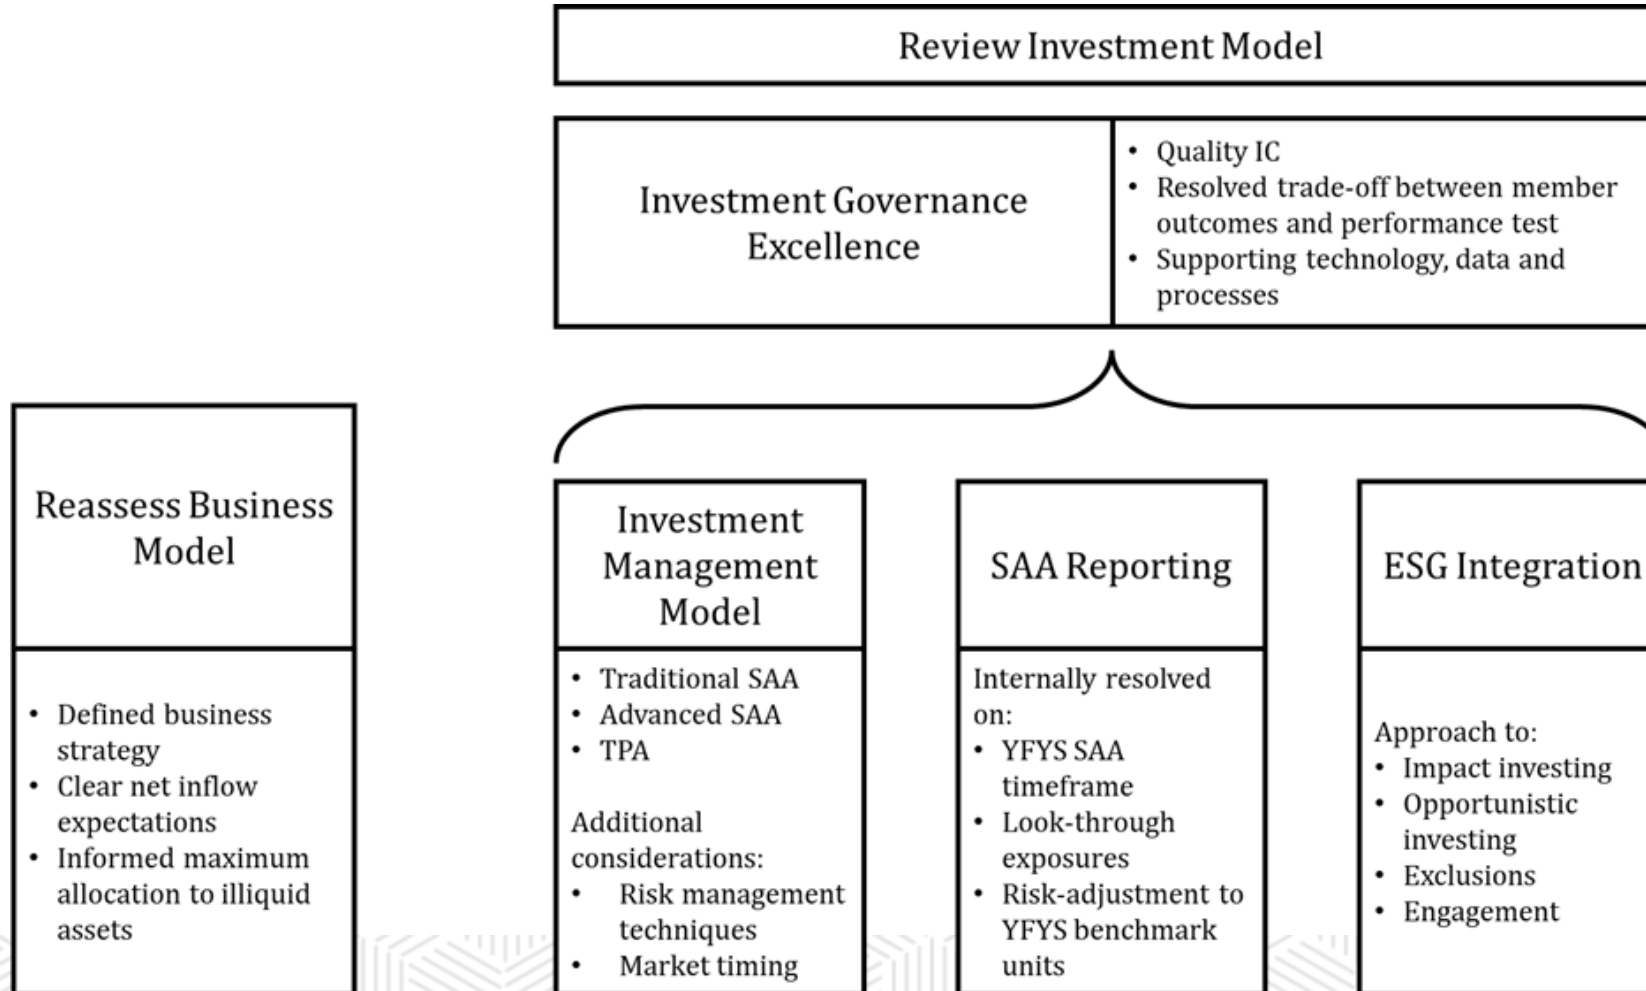 Review Investment Model
Investment Governance
Excellence
• Quality IC
• Resolved trade-off between member
outcomes and performance test
• Supporting technology, data and
processes
Reassess Business
Model
• Defined business
strategy
• Clear net inflow
expectations
• Informed maximum
allocation to illiquid
assets
Investment
Management
Model
• Traditional SAA
• Advanced SAA
• TPA
Additional
considerations:
• Risk management
techniques
• Market timing
SAA Reporting
Internally resolved
on:
• YFYS SAA
timeframe
• Look-through
exposures
• Risk-adjustment to
YFYS benchmark
units
ESG Integration
Approach to:
• Impact investing
• Opportunistic
investing
• Exclusions
• Engagement